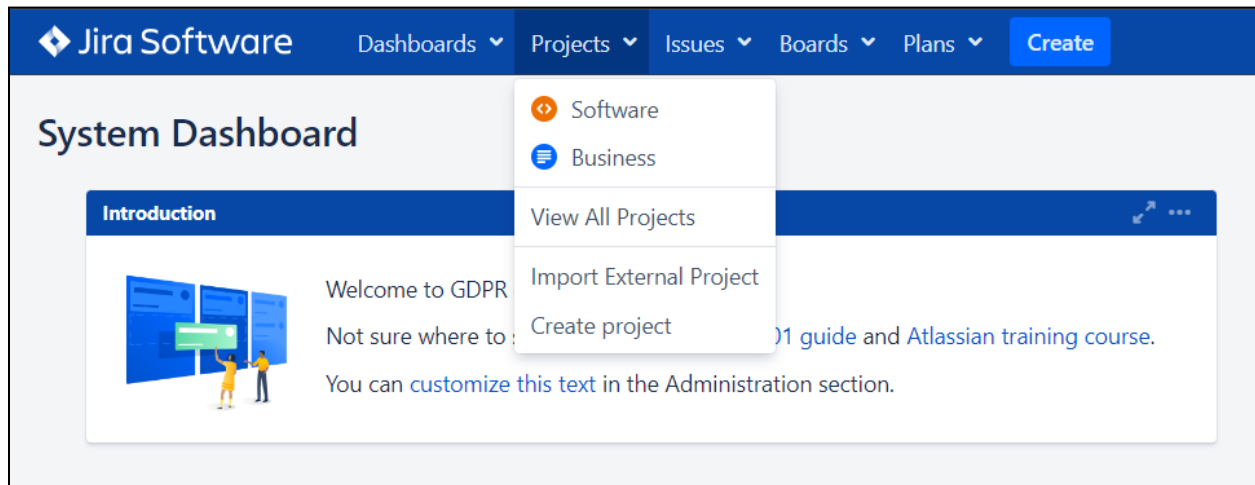 Jira Software Dashboards Projects Issues Boards Plans Create
System Dashboard
Software
Business
View All Projects
Import External Project
Create project
Introduction
Welcome to GDPR
Not sure where to 01 guide and Atlassian training course.
You can customize this text in the Administration section.